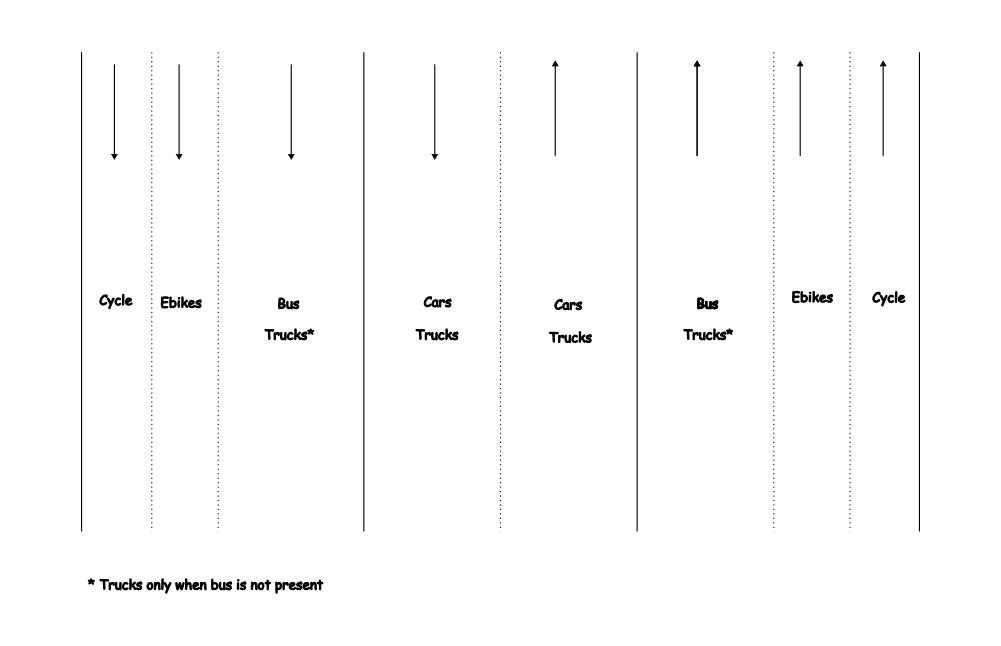 Cycle
Ebikes
Bus
Trucks*
Cars
Trucks
Cars
Trucks
Bus
Trucks*
Ebikes
Cycle
* Trucks only when bus is not present